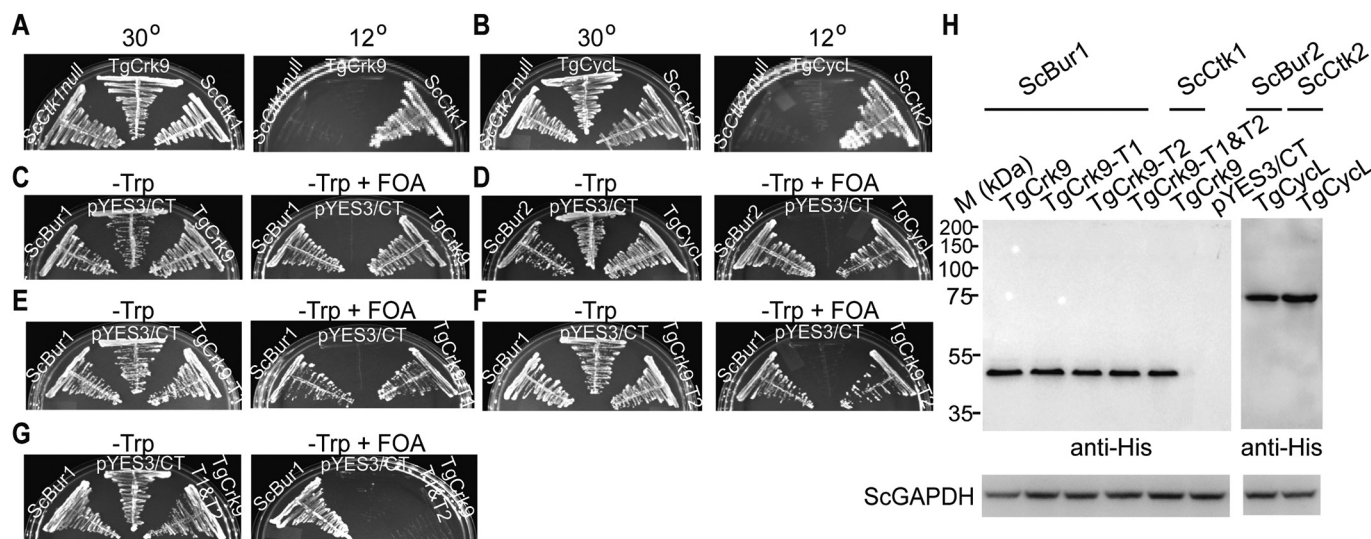 A
30°
12°
ScCtk1null
TgCrk9
ScCtk1
ScCtk1null
TgCrk9
ScCtk1
B
30°
12°
ScCtk2-null
TgCycL
ScCtk2
ScCtk2-null
TgCycL
ScCtk2
C
-Trp
-Trp + FOA
ScBur1
pYES3/CT
TgCrk9
ScBur1
pYES3/CT
TgCrk9
D
-Trp
-Trp + FOA
ScBur2
pYES3/CT
TgCycL
ScBur2
pYES3/CT
TgCycL
E
-Trp
-Trp + FOA
ScBur1
pYES3/CT
TgCrk9-T1
ScBur1
pYES3/CT
TgCrk9-T1
F
-Trp
-Trp + FOA
ScBur1
pYES3/CT
TgCrk9-T2
ScBur1
pYES3/CT
TgCrk9-T2
G
-Trp
-Trp + FOA
ScBur1
pYES3/CT
TgCrk9
T1&T2
ScBur1
pYES3/CT
TgCrk9
T1&T2
H
ScBur1
ScCtk1
ScBur2
ScCtk2
M (kDa)
TgCrk9
TgCrk9-T1
TgCrk9-T2
TgCrk9-T1&T2
TgCrk9
pYES3/CT
TgCycL
TgCycL
200
150
100
75
55
35
anti-His
anti-His
ScGAPDH